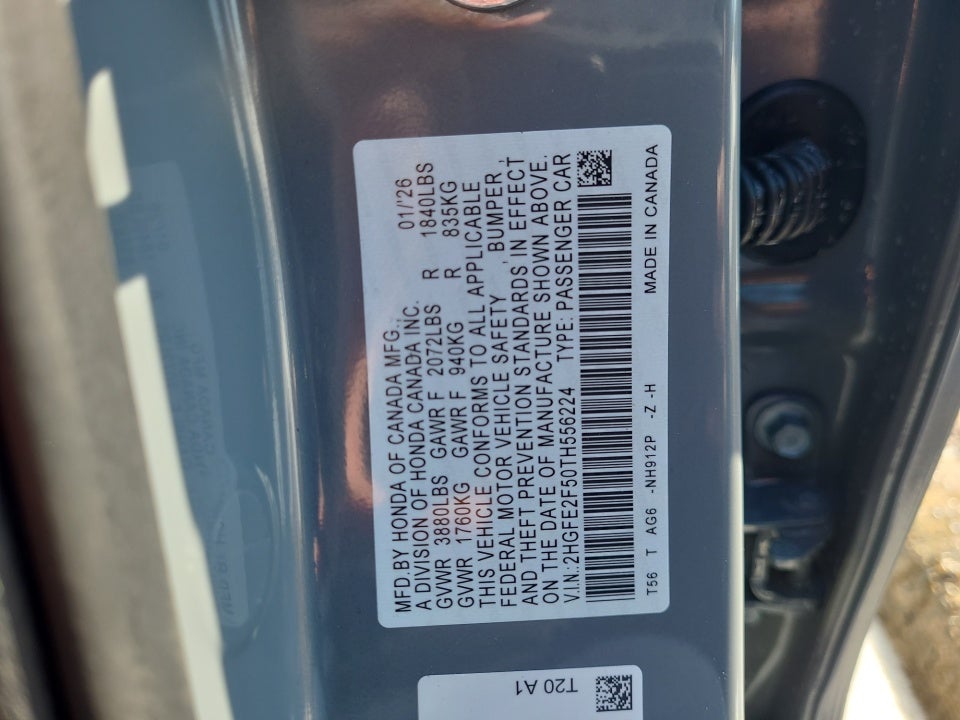 MFD.BY HONDA OF CANADA MFG., 01/'26
A DIVISION OF HONDA CANADA INC.
GVWR 3880LBS GAWR F 2072LBS R 1840LBS
GVWR 1760KG GAWR F 940KG R 835KG
THIS VEHICLE CONFORMS TO ALL APPLICABLE
FEDERAL MOTOR VEHICLE SAFETY , BUMPER ,
AND THEFT PREVENTION STANDARDS IN EFFECT
ON THE DATE OF MANUFACTURE SHOWN ABOVE.
V.I.N.:2HGFE2F50TH556224 TYPE: PASSENGER CAR
T56 T AG6 -NH912P -Z -H MADE IN CANADA
T20 A1